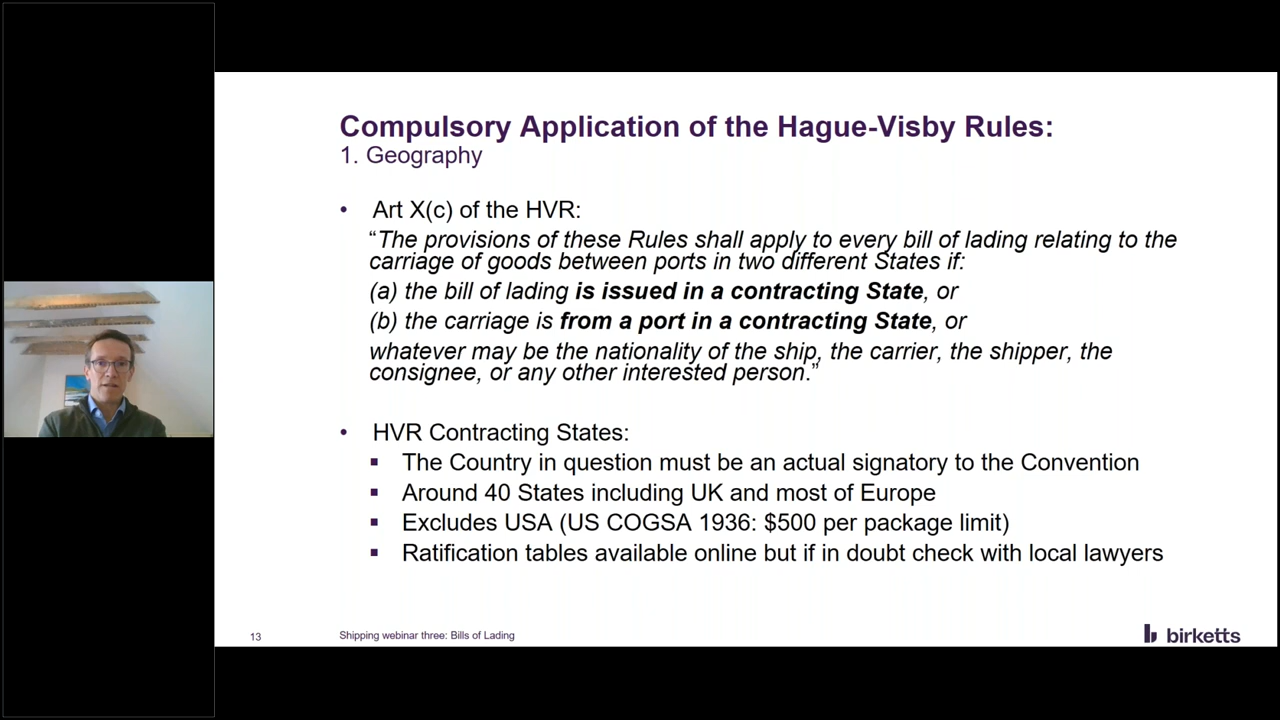 Compulsory Application of the Hague-Visby Rules:
1. Geography
• Art X(c) of the HVR:
“The provisions of these Rules shall apply to every bill of lading relating to the
carriage of goods between ports in two different States if:
(a) the bill of lading is issued in a contracting State, or
(b) the carriage is from a port in a contracting State, or
whatever may be the nationality of the ship, the carrier, the shipper, the
consignee, or any other interested person.”
• HVR Contracting States:
▪ The Country in question must be an actual signatory to the Convention
▪ Around 40 States including UK and most of Europe
▪ Excludes USA (US COGSA 1936: $500 per package limit)
▪ Ratification tables available online but if in doubt check with local lawyers
13
Shipping webinar three: Bills of Lading
birketts